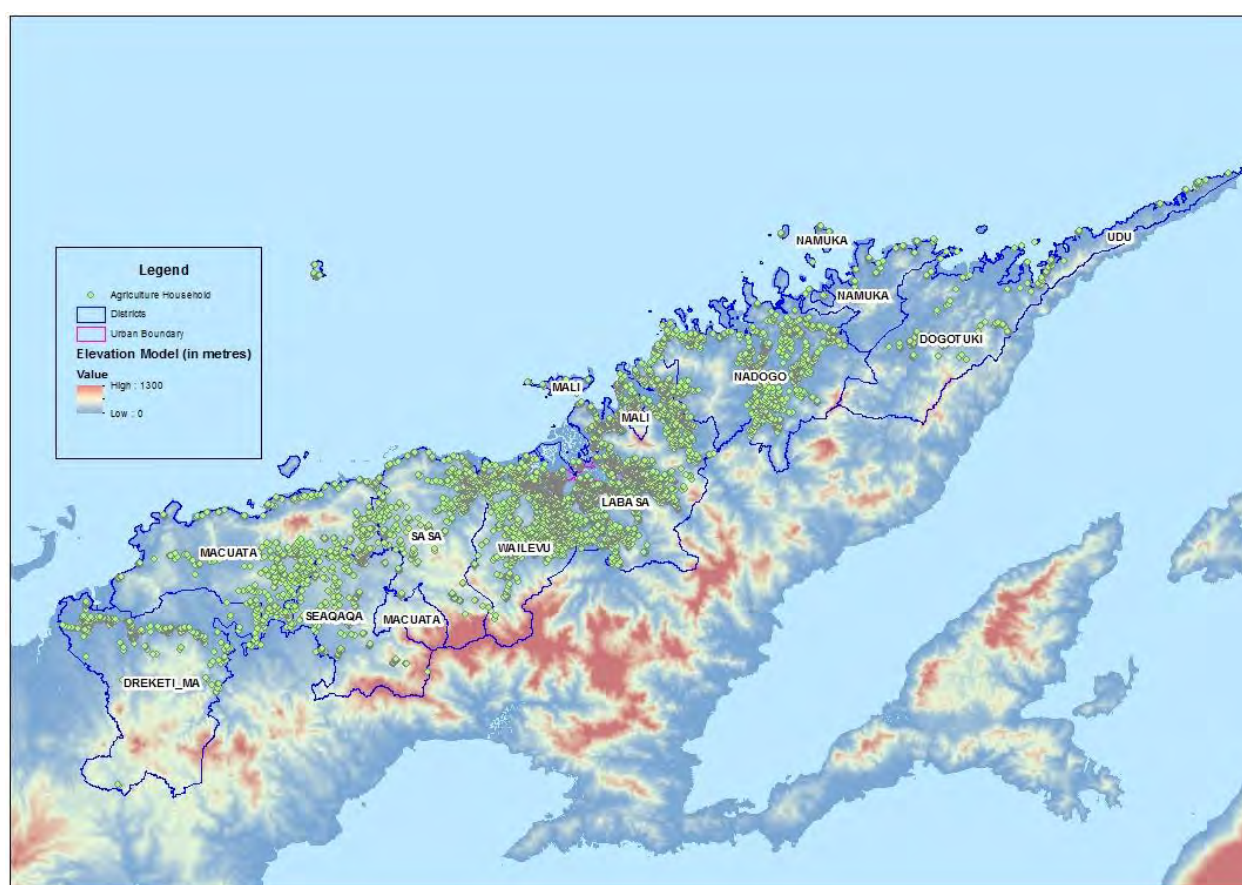 NAMUKA
UDU
Legend
Agriculture Household
Districts
Urban Boundary
Elevation Model (in metres)
Value
High : 1300
Low : 0
NAMUKA
DOGOTUKI
NADOGO
MALI
MALI
LABASA
SASA
WAILEVU
MACUATA
SEAQAQA
MACUATA
DREKETI_MA